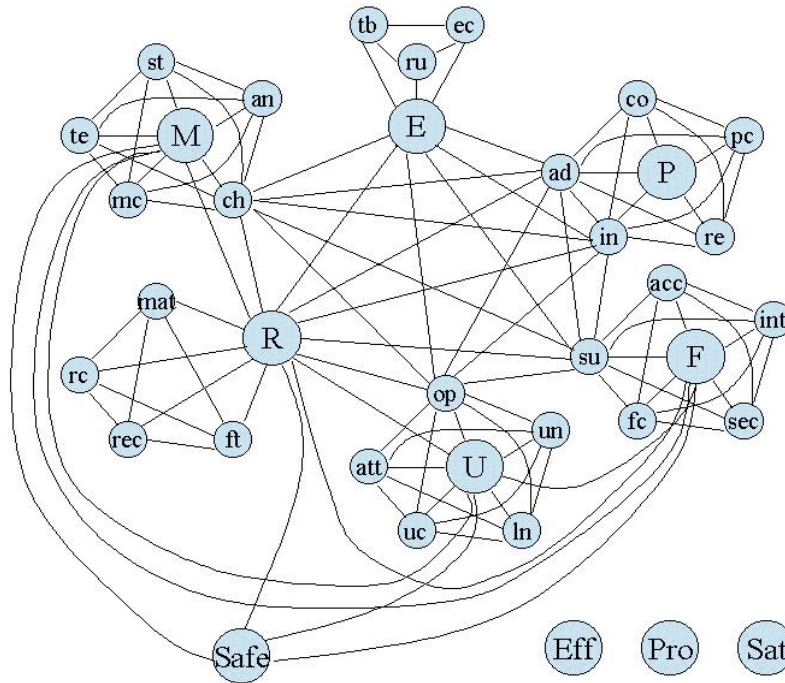 tb
ec
ru
st
an
te
M
mc
ch
E
co
pc
ad
P
in
re
mat
R
rc
rec
ft
acc
int
su
F
fc
sec
op
un
att
U
uc
ln
Safe
Eff
Pro
Sat